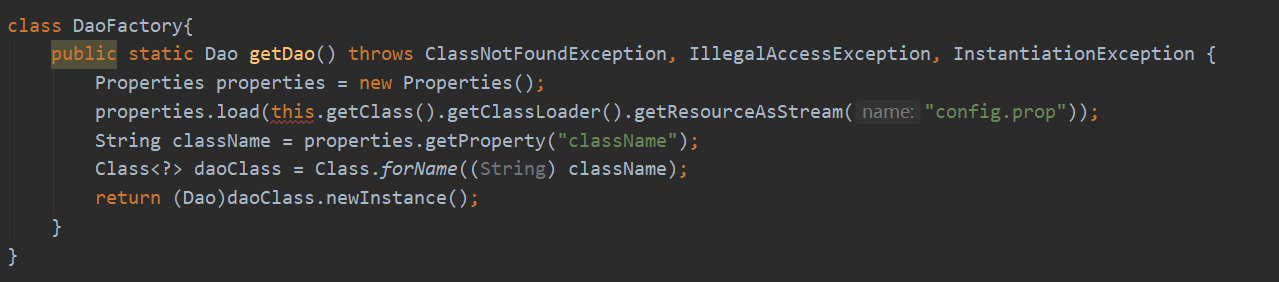 class DaoFactory{
    public static Dao getDao() throws ClassNotFoundException, IllegalAccessException, InstantiationException {
        Properties properties = new Properties();
        properties.load(this.getClass().getClassLoader().getResourceAsStream( name: "config.prop"));
        String className = properties.getProperty("className");
        Class<?> daoClass = Class.forName((String) className);
        return (Dao)daoClass.newInstance();
    }
}